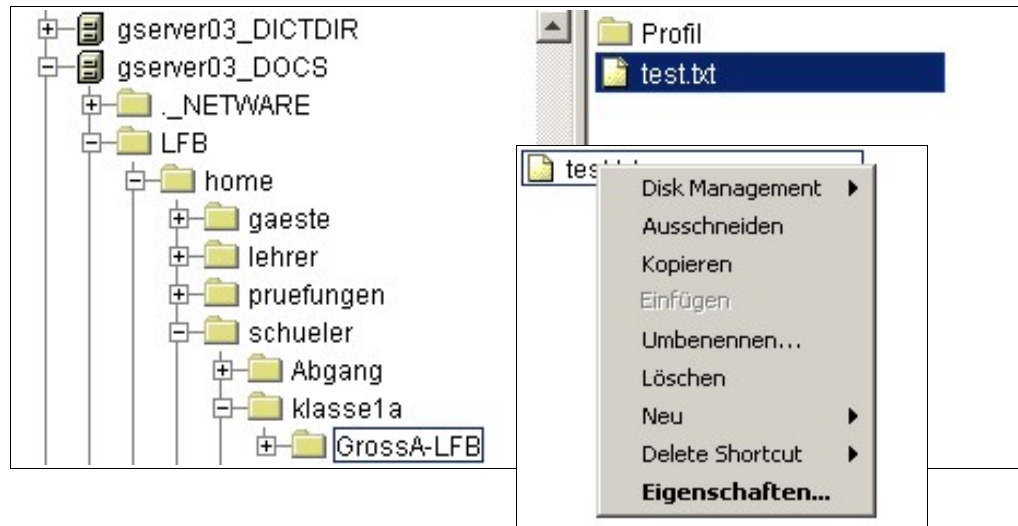 gserver03_DICTDIR
gserver03_DOCS
._NETWARE
LFB
home
gaeste
lehrer
pruefungen
schueler
Abgang
klasse1a
GrossA-LFB
Profil
test.txt
Disk Management
Ausschneiden
Kopieren
Einfügen
Umbenennen...
Löschen
Neu
Delete Shortcut
Eigenschaften...